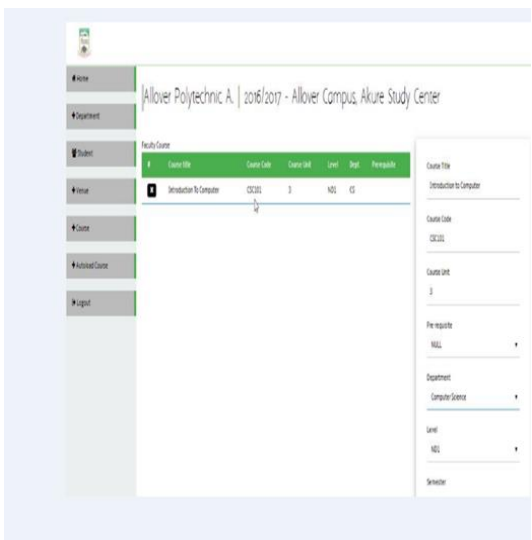 Home
Department
Student
Venue
Course
Autoload Course
Logout
Allover Polytechnic A. | 2016/2017 - Allover Campus, Akure Study Center
Faculty Course
# Course title Course Code Course Unit Level Dept. Prerequisite
Introduction To Computer CSC101 3 ND1 CS
Course Title
Introduction to Computer
Course Code
CSC101
Course Unit
3
Pre requisite
NULL
Department
Computer Science
Level
ND1
Semester